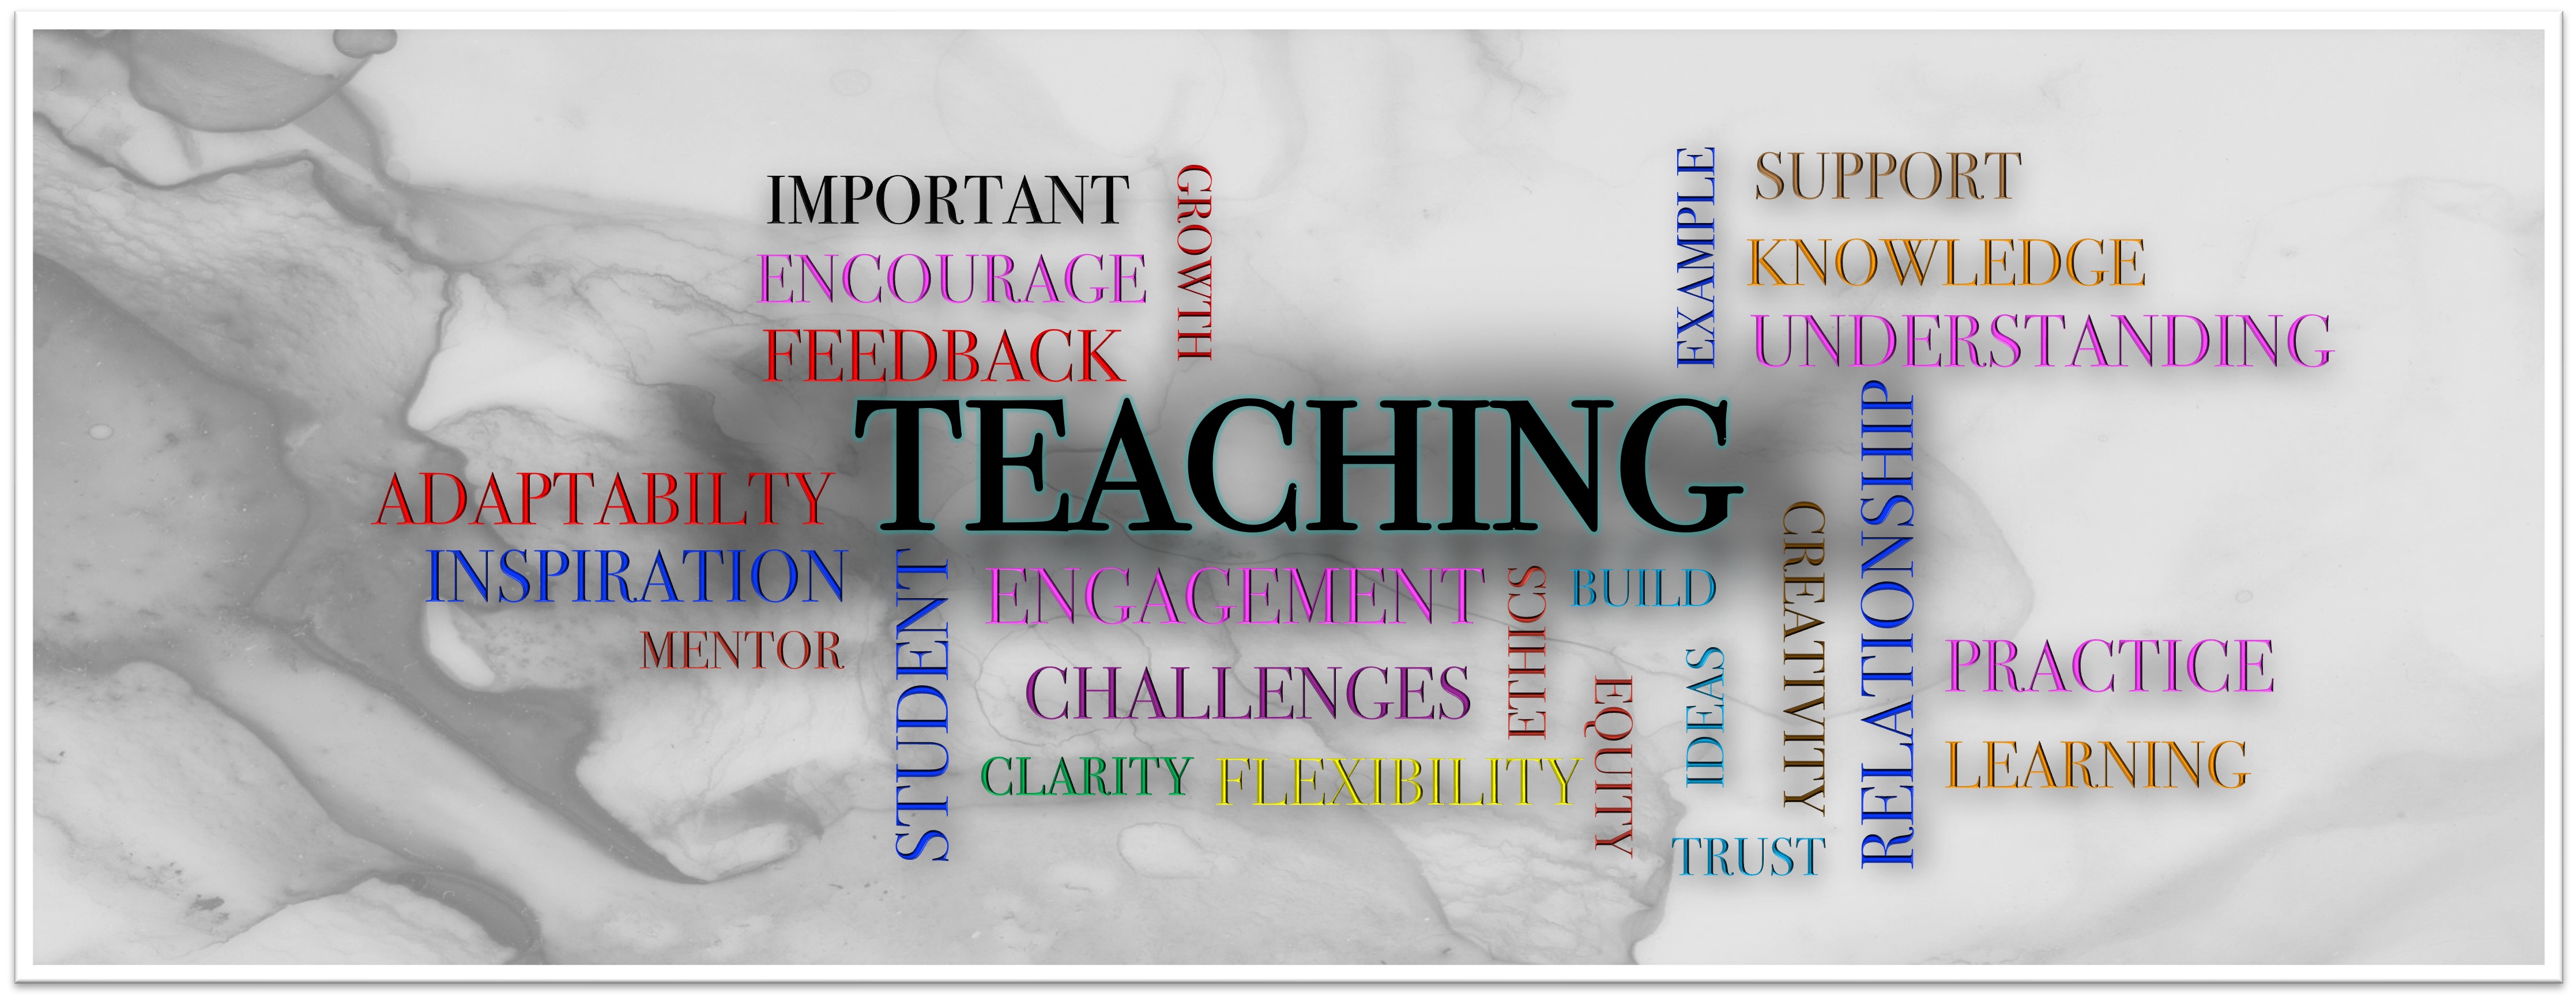 IMPORTANT
ENCOURAGE
FEEDBACK
GROWTH
EXAMPLE
SUPPORT
KNOWLEDGE
UNDERSTANDING
TEACHING
ADAPTABILTY
INSPIRATION
MENTOR
STUDENT
ENGAGEMENT
CHALLENGES
CLARITY
FLEXIBILITY
ETHICS
BUILD
EQUITY
IDEAS
TRUST
CREATIVITY
RELATIONSHIP
PRACTICE
LEARNING